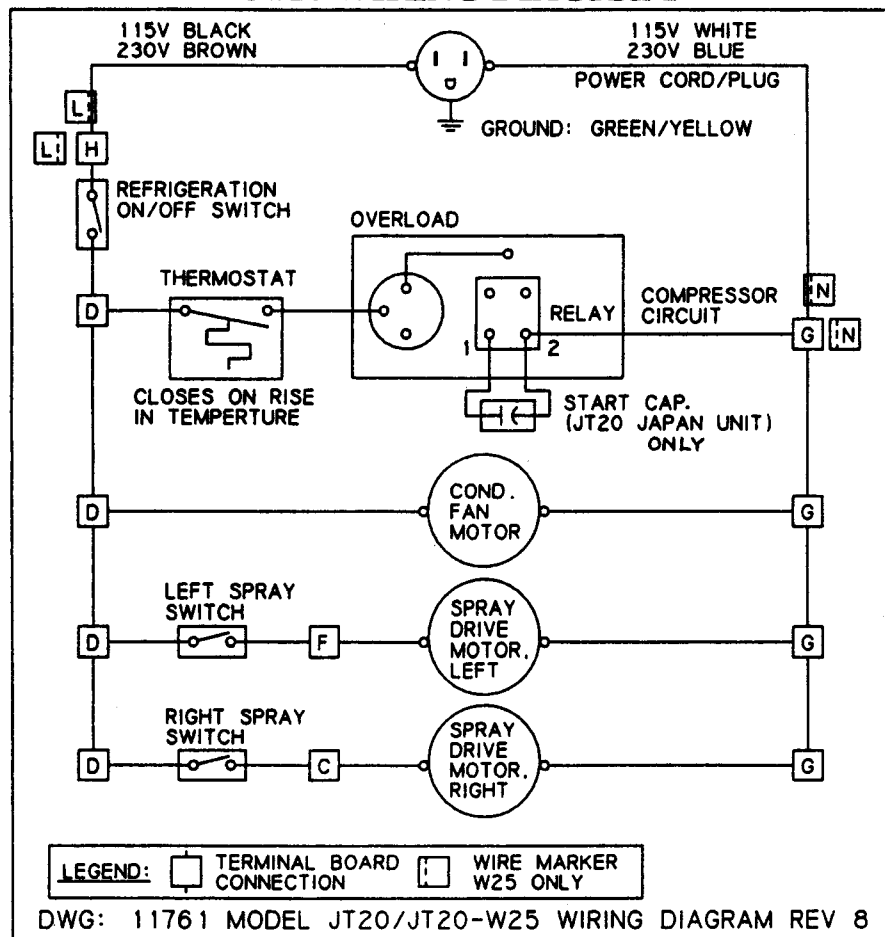 115V BLACK
230V BROWN
115V WHITE
230V BLUE
POWER CORD/PLUG
GROUND: GREEN/YELLOW
L
L H
REFRIGERATION
ON/OFF SWITCH
OVERLOAD
THERMOSTAT
N
D
RELAY
COMPRESSOR
CIRCUIT
G N
1 2
CLOSES ON RISE
IN TEMPERTURE
START CAP.
(JT20 JAPAN UNIT)
ONLY
D
COND.
FAN
MOTOR
G
LEFT SPRAY
SWITCH
D
F
SPRAY
DRIVE
MOTOR.
LEFT
G
RIGHT SPRAY
SWITCH
D
C
SPRAY
DRIVE
MOTOR.
RIGHT
G
LEGEND:
TERMINAL BOARD
CONNECTION
WIRE MARKER
W25 ONLY
DWG: 11761 MODEL JT20/JT20-W25 WIRING DIAGRAM REV 8